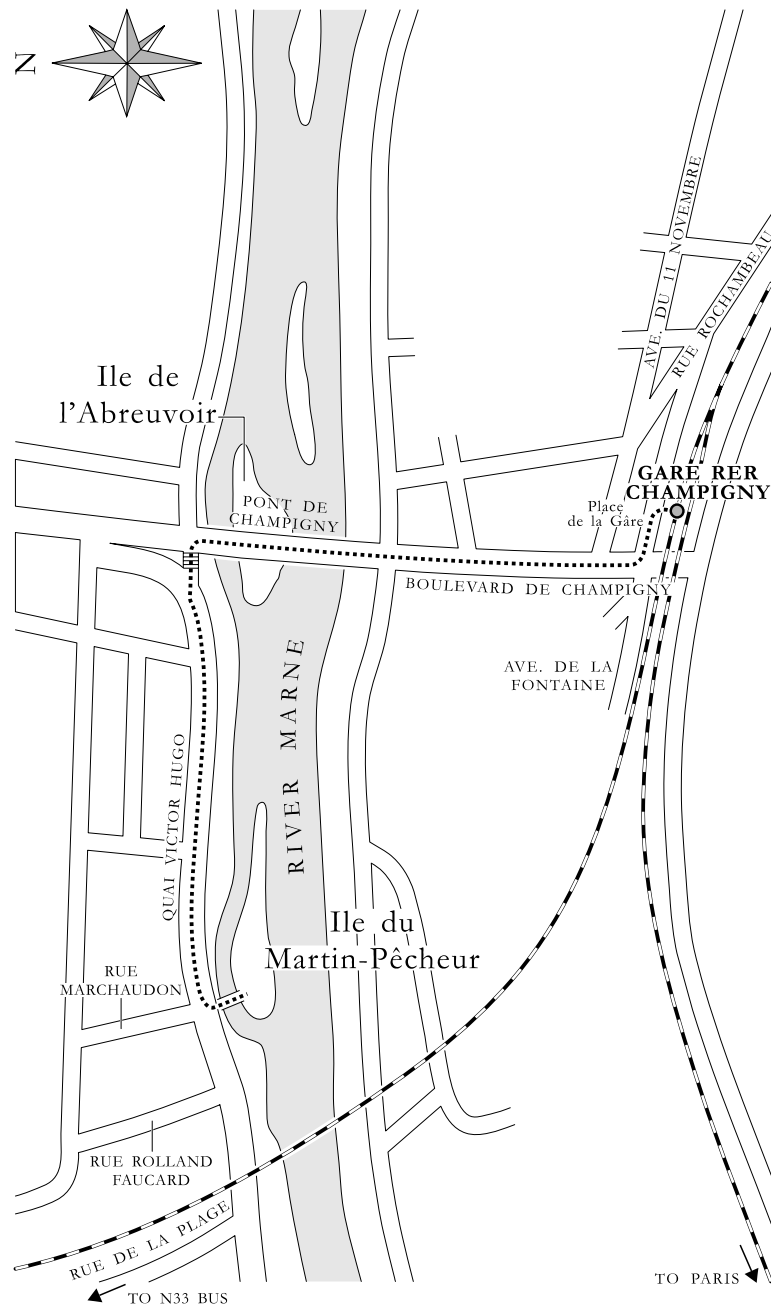 N
AVE. DU 11 NOVEMBRE
RUE ROCHAMBEAU
Ile de
l'Abreuvoir
GARE RER
CHAMPIGNY
PONT DE
CHAMPIGNY
Place
de la Gâre
BOULEVARD DE CHAMPIGNY
AVE. DE LA
FONTAINE
RIVER MARNE
QUAI VICTOR HUGO
Ile du
Martin-Pêcheur
RUE
MARCHAUDON
RUE ROLLAND
FAUCARD
RUE DE LA PLAGE
TO PARIS
TO N33 BUS